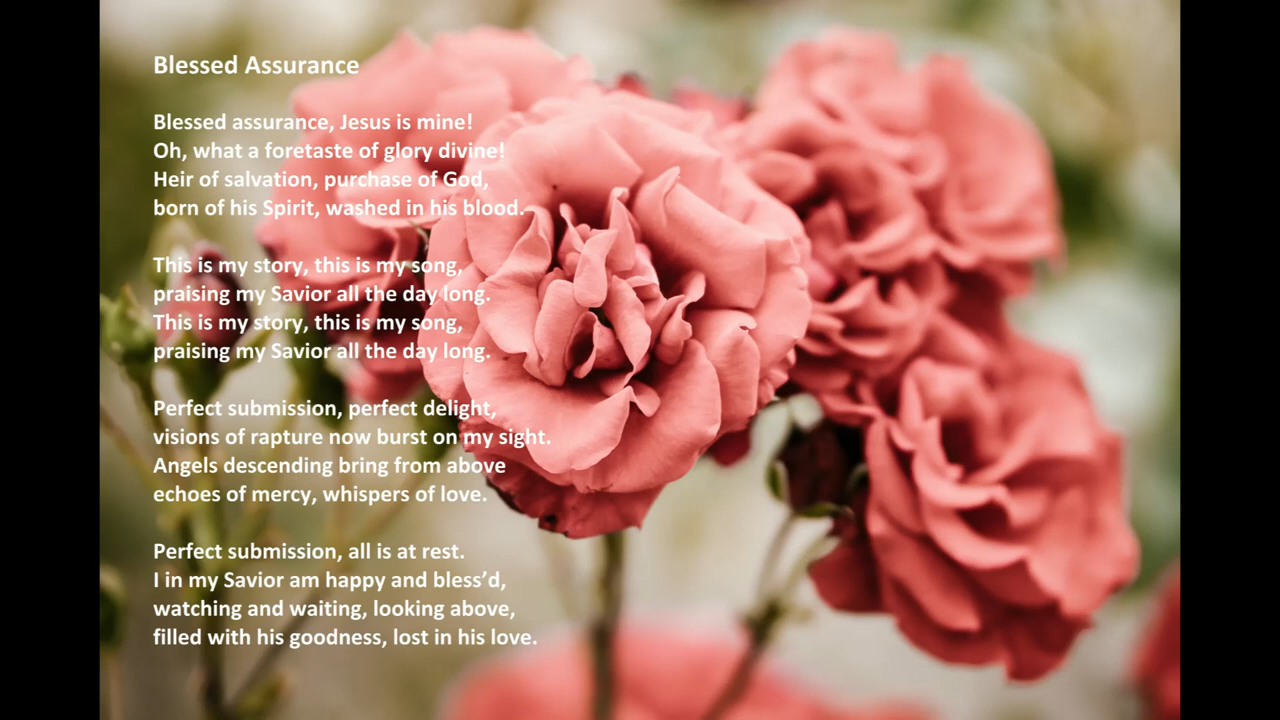 Blessed Assurance
Blessed assurance, Jesus is mine!
Oh, what a foretaste of glory divine!
Heir of salvation, purchase of God,
born of his Spirit, washed in his blood.
This is my story, this is my song,
praising my Savior all the day long.
This is my story, this is my song,
praising my Savior all the day long.
Perfect submission, perfect delight,
visions of rapture now burst on my sight.
Angels descending bring from above
echoes of mercy, whispers of love.
Perfect submission, all is at rest.
I in my Savior am happy and bless’d,
watching and waiting, looking above,
filled with his goodness, lost in his love.